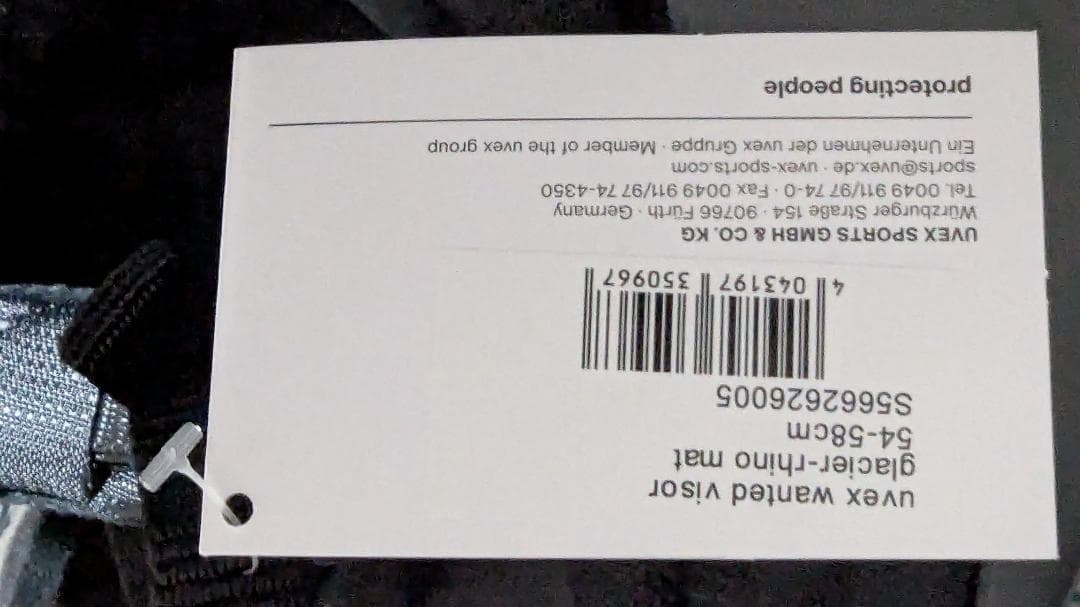 uvex wanted visor
glacier-rhino mat
54-58cm
S5662626005
4 043197 350967
UVEX SPORTS GMBH & CO. KG
Würzburger Straße 154 · 90766 Fürth · Germany
Tel. 0049 911/97 74-0 · Fax 0049 911/97 74-4350
sports@uvex.de · uvex-sports.com
Ein Unternehmen der uvex Gruppe · Member of the uvex group
protecting people